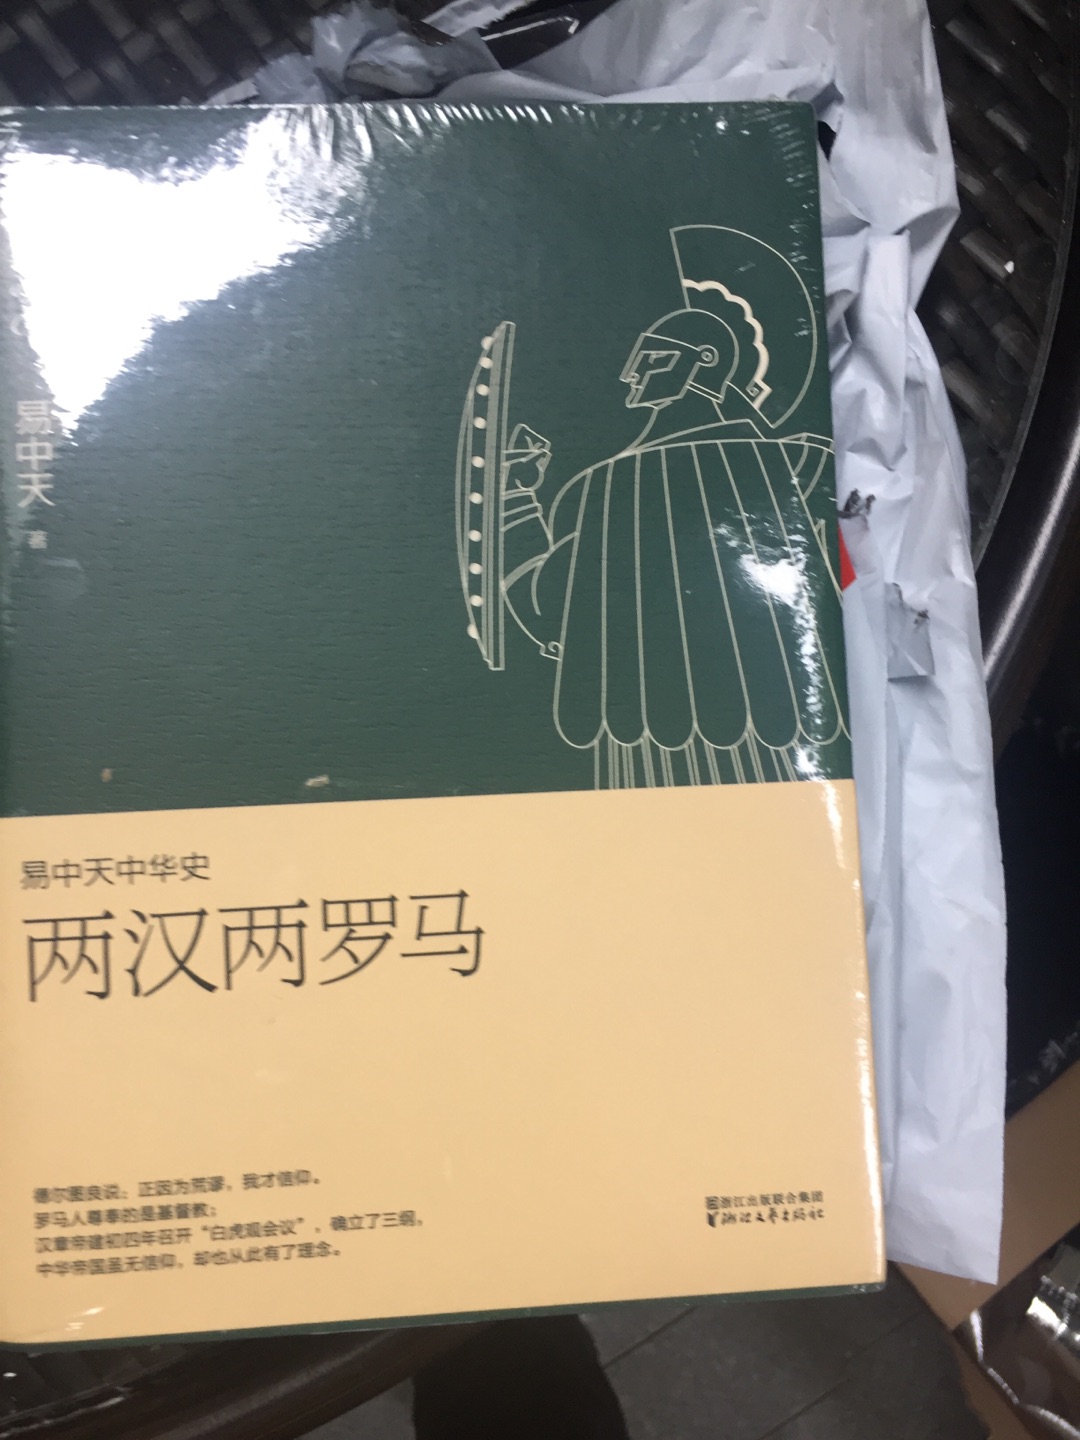 易中天
著
易中天中华史
两汉两罗马
德尔图良说：正因为荒谬，我才信仰。
罗马人尊奉的是基督教；
汉章帝建初四年召开“白虎观会议”，确立了三纲，
中华帝国虽无信仰，却也从此有了理念。
浙江出版联合集团
浙江文艺出版社